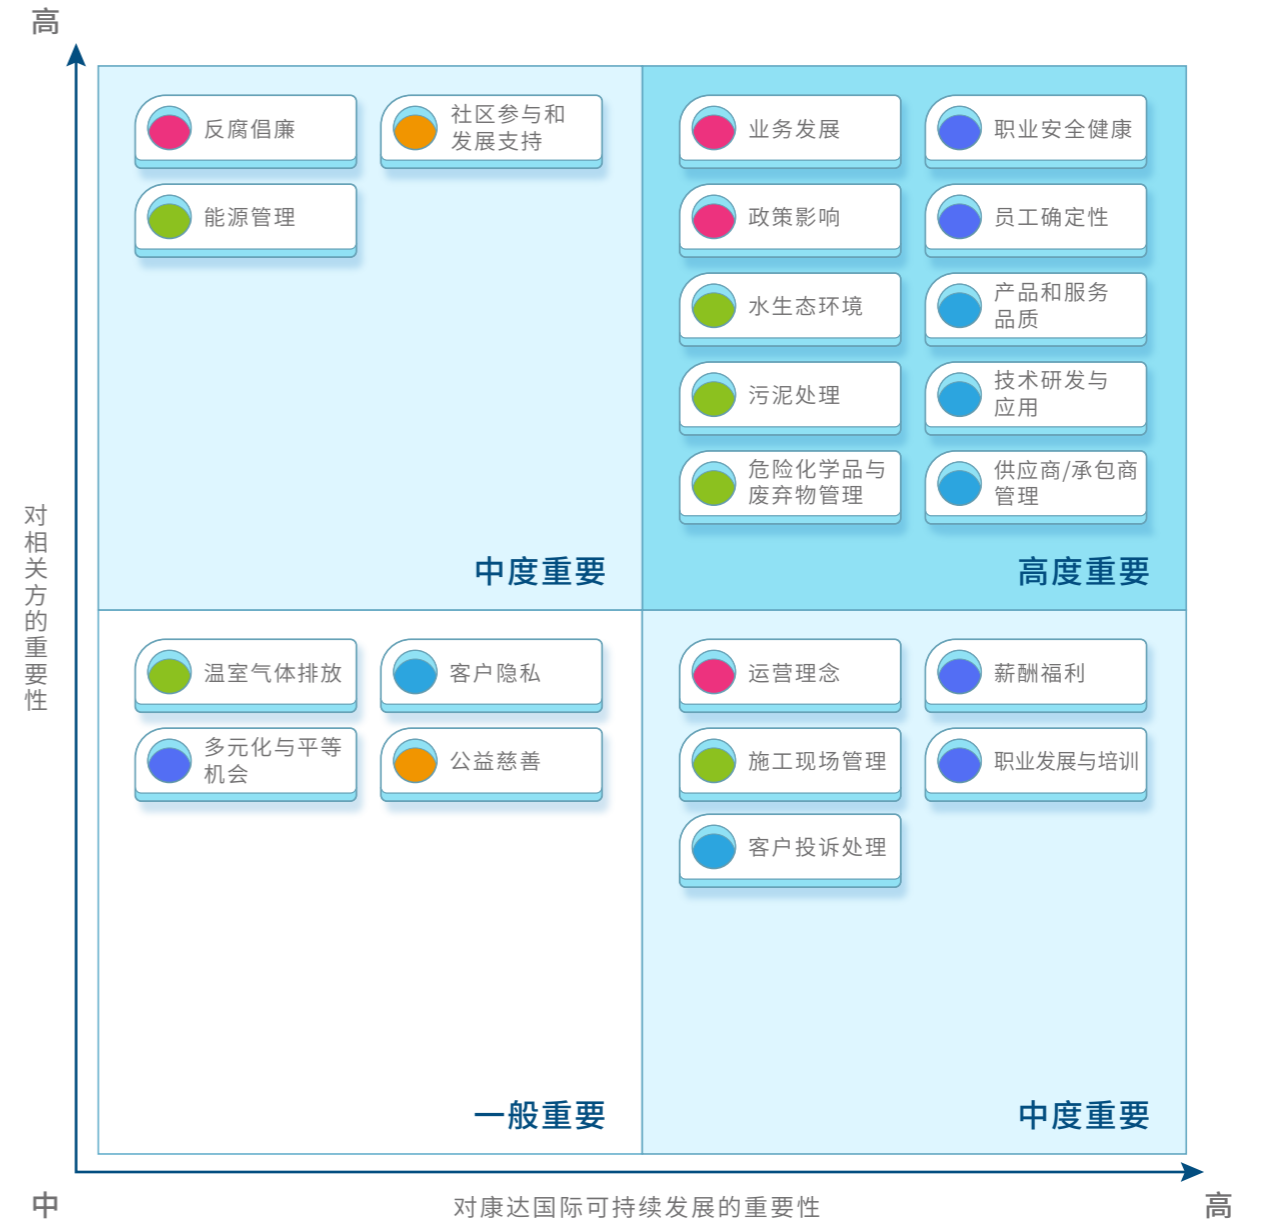 高
反腐倡廉
社区参与和
发展支持
能源管理
中度重要
业务发展
职业安全健康
政策影响
员工确定性
水生态环境
产品和服务
品质
污泥处理
技术研发与
应用
危险化学品与
废弃物管理
供应商/承包商
管理
高度重要
对相关方的重要性
温室气体排放
客户隐私
多元化与平等
机会
公益慈善
一般重要
运营理念
薪酬福利
施工现场管理
职业发展与培训
客户投诉处理
中度重要
中
对康达国际可持续发展的重要性
高